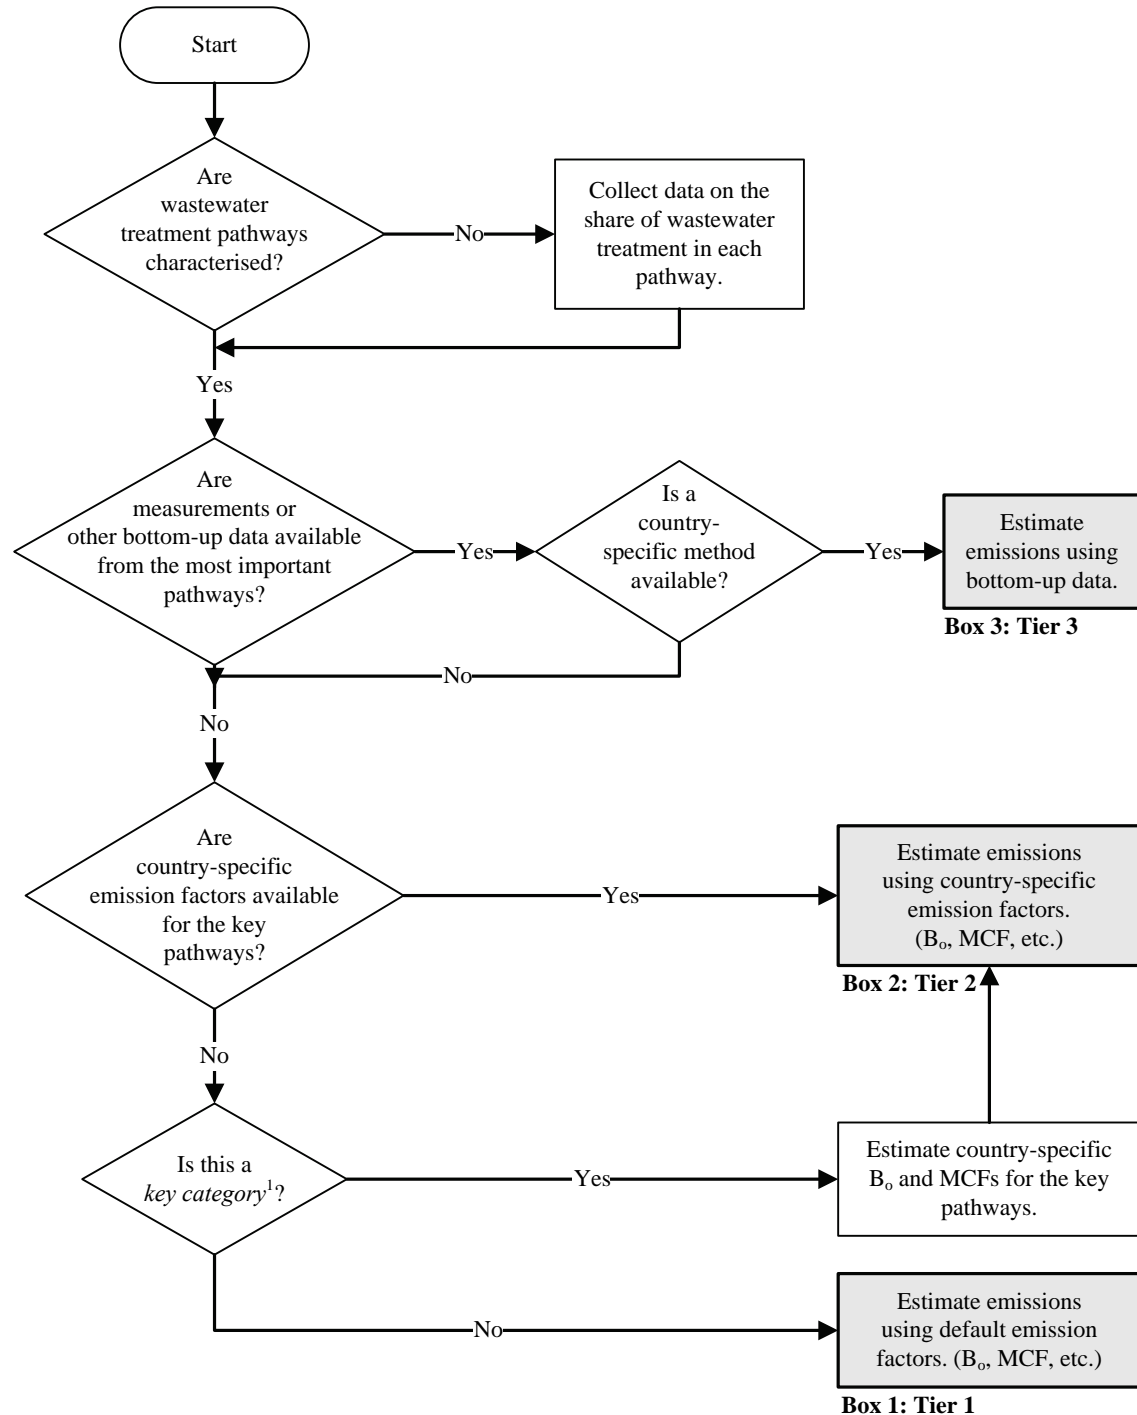 Start
Are
wastewater
treatment pathways
characterised?
No
Collect data on the
share of wastewater
treatment in each
pathway.
Yes
Are
measurements or
other bottom-up data available
from the most important
pathways?
Yes
Is a
country-
specific method
available?
Yes
Estimate
emissions using
bottom-up data.
Box 3: Tier 3
No
No
Are
country-specific
emission factors available
for the key
pathways?
Yes
Estimate emissions
using country-specific
emission factors.
(Bₒ, MCF, etc.)
Box 2: Tier 2
No
Is this a
key category¹?
Yes
Estimate country-specific
Bₒ and MCFs for the key
pathways.
No
Estimate emissions
using default emission
factors. (Bₒ, MCF, etc.)
Box 1: Tier 1